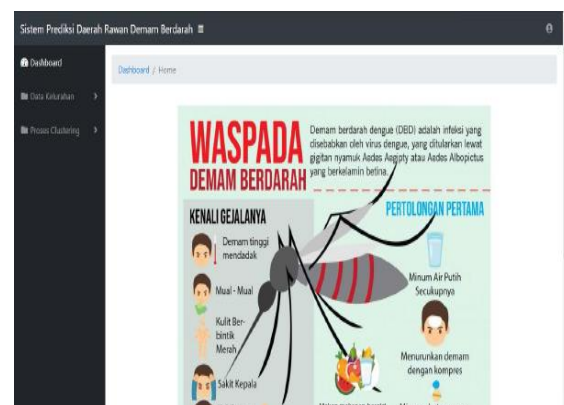 Sistem Prediksi Daerah Rawan Demam Berdarah
Dashboard
Data Kelurahan
Proses Clustering
Dashboard / Home
WASPADA
DEMAM BERDARAH
Demam berdarah dengue (DBD) adalah infeksi yang
disebabkan oleh virus dengue, yang ditularkan lewat
gigitan nyamuk Aedes Aegipty atau Aedes Albopictus
yang berkelamin betina.
KENALI GEJALANYA
Demam tinggi
mendadak
Mual - Mual
Kulit Ber-
bintik
Merah
Sakit Kepala
PERTOLONGAN PERTAMA
Minum Air Putih
Secukupnya
Menurunkan demam
dengan kompres